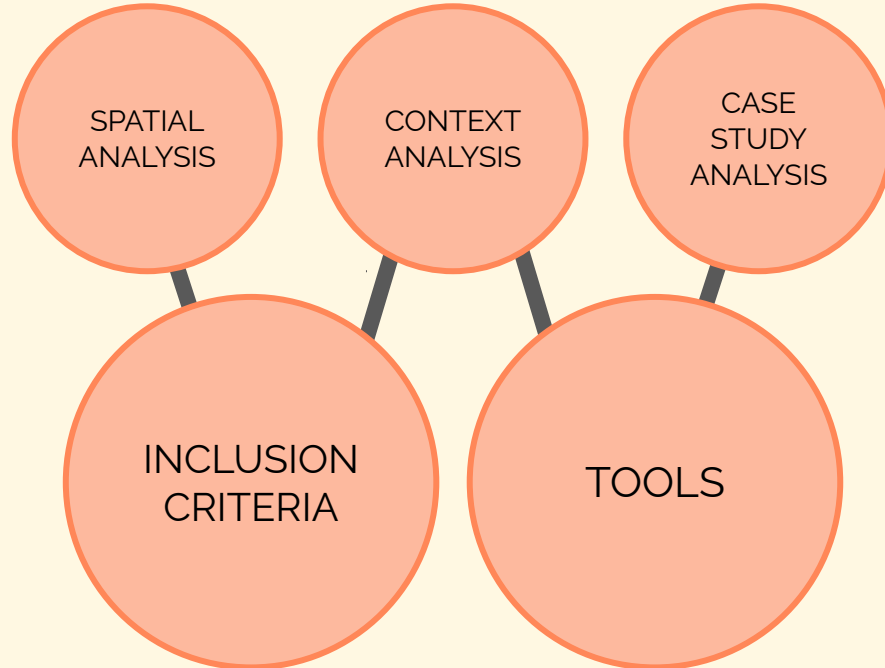 SPATIAL
ANALYSIS
CONTEXT
ANALYSIS
CASE
STUDY
ANALYSIS
INCLUSION
CRITERIA
TOOLS